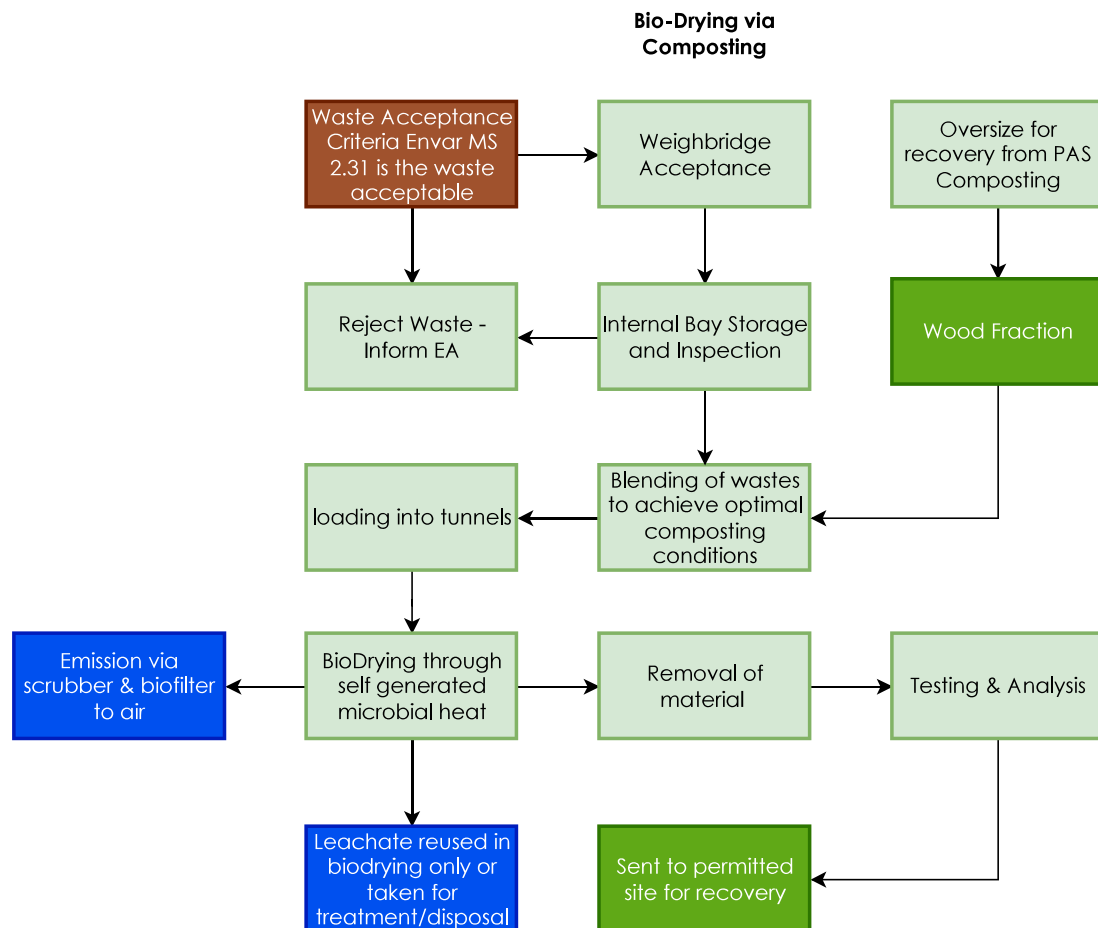 Bio-Drying via
Composting
Waste Acceptance
Criteria Envar MS
2.31 is the waste
acceptable
Weighbridge
Acceptance
Oversize for
recovery from PAS
Composting
Reject Waste -
Inform EA
Internal Bay Storage
and Inspection
Wood Fraction
loading into tunnels
Blending of wastes
to achieve optimal
composting
conditions
Emission via
scrubber & biofilter
to air
BioDrying through
self generated
microbial heat
Removal of
material
Testing & Analysis
Leachate reused in
biodrying only or
taken for
treatment/disposal
Sent to permitted
site for recovery